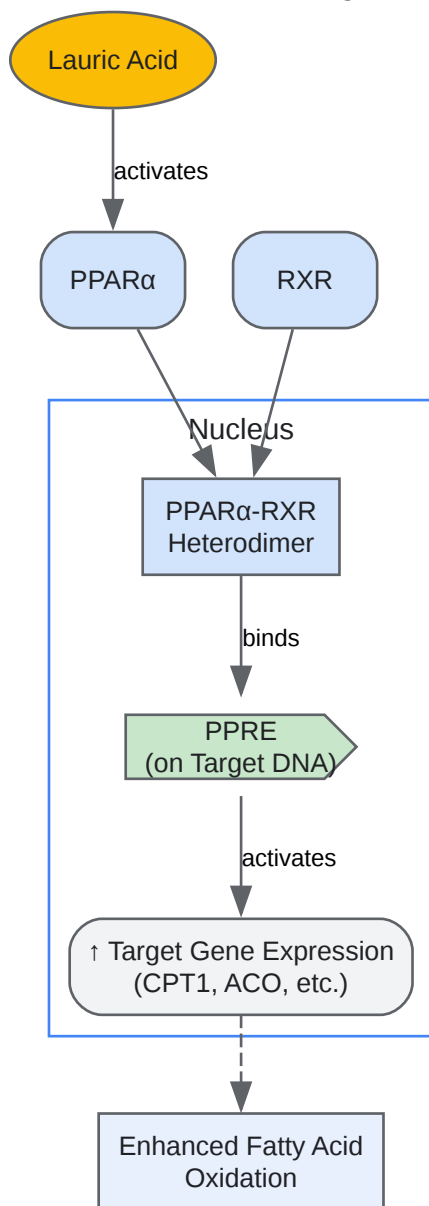 Lauric Acid
activates
PPARα
RXR
Nucleus
PPARα-RXR
Heterodimer
binds
PPRE
(on Target DNA)
activates
↑ Target Gene Expression
(CPT1, ACO, etc.)
Enhanced Fatty Acid
Oxidation